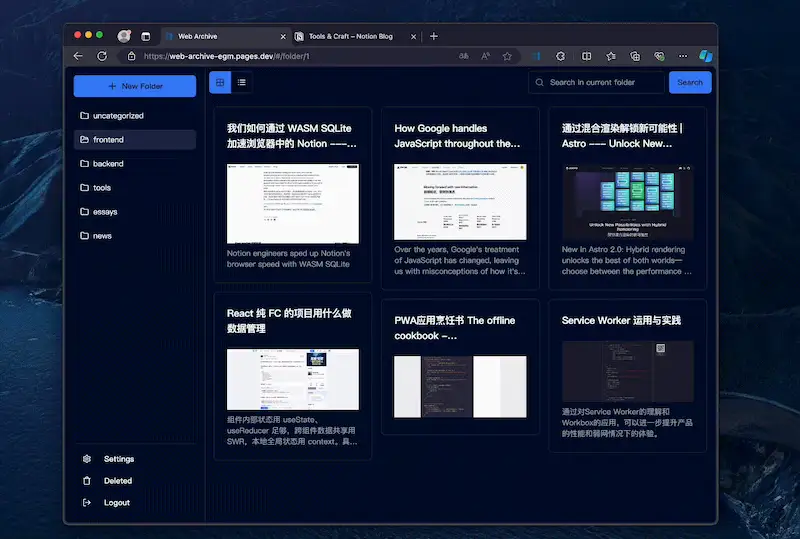 Web Archive
Tools & Craft – Notion Blog
https://web-archive-egm.pages.dev/#/folder/1
New Folder
uncategorized
frontend
backend
tools
essays
news
Settings
Deleted
Logout
Search in current folder
Search
我们如何通过 WASM SQLite
加速浏览器中的 Notion ---...
Notion engineers sped up Notion's
browser speed with WASM SQLite
How Google handles
JavaScript throughout the...
Over the years, Google's treatment
of JavaScript has changed, leaving
us with misconceptions of how it's...
通过混合渲染解锁新可能性 |
Astro --- Unlock New...
Unlock New Possibilities with Hybrid
Rendering
New in Astro 2.0: Hybrid rendering
unlocks the best of both worlds—
choose between the performance ...
React 纯 FC 的项目用什么做
数据管理
组件内部状态用 useState、
useReducer 足够，跨组件数据共享用
SWR，本地全局状态用 context。具...
PWA应用烹饪书 The offline
cookbook -...
Service Worker 运用与实践
通过对Service Worker的理解和
Workbox的应用，可以进一步提升产品
的性能和弱网情况下的体验。